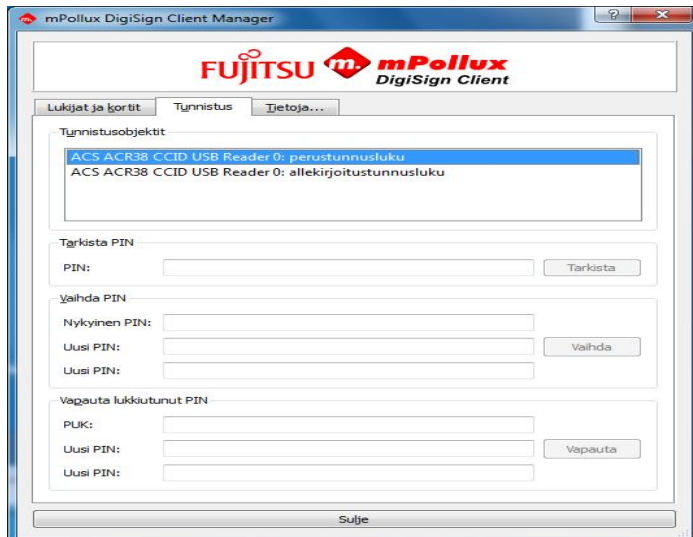 mPollux DigiSign Client Manager
FUJITSU m. mPollux
DigiSign Client
Lukijat ja kortit Tunnistus Tietoja...
Tunnistusobjektit
ACS ACR38 CCID USB Reader 0: perustunnusluku
ACS ACR38 CCID USB Reader 0: allekirjoitustunnusluku
Tarkista PIN
PIN: Tarkista
Vaihda PIN
Nykyinen PIN:
Uusi PIN: Vaihda
Uusi PIN:
Vapauta lukkiutunut PIN
PUK:
Uusi PIN: Vapauta
Uusi PIN:
Sulje